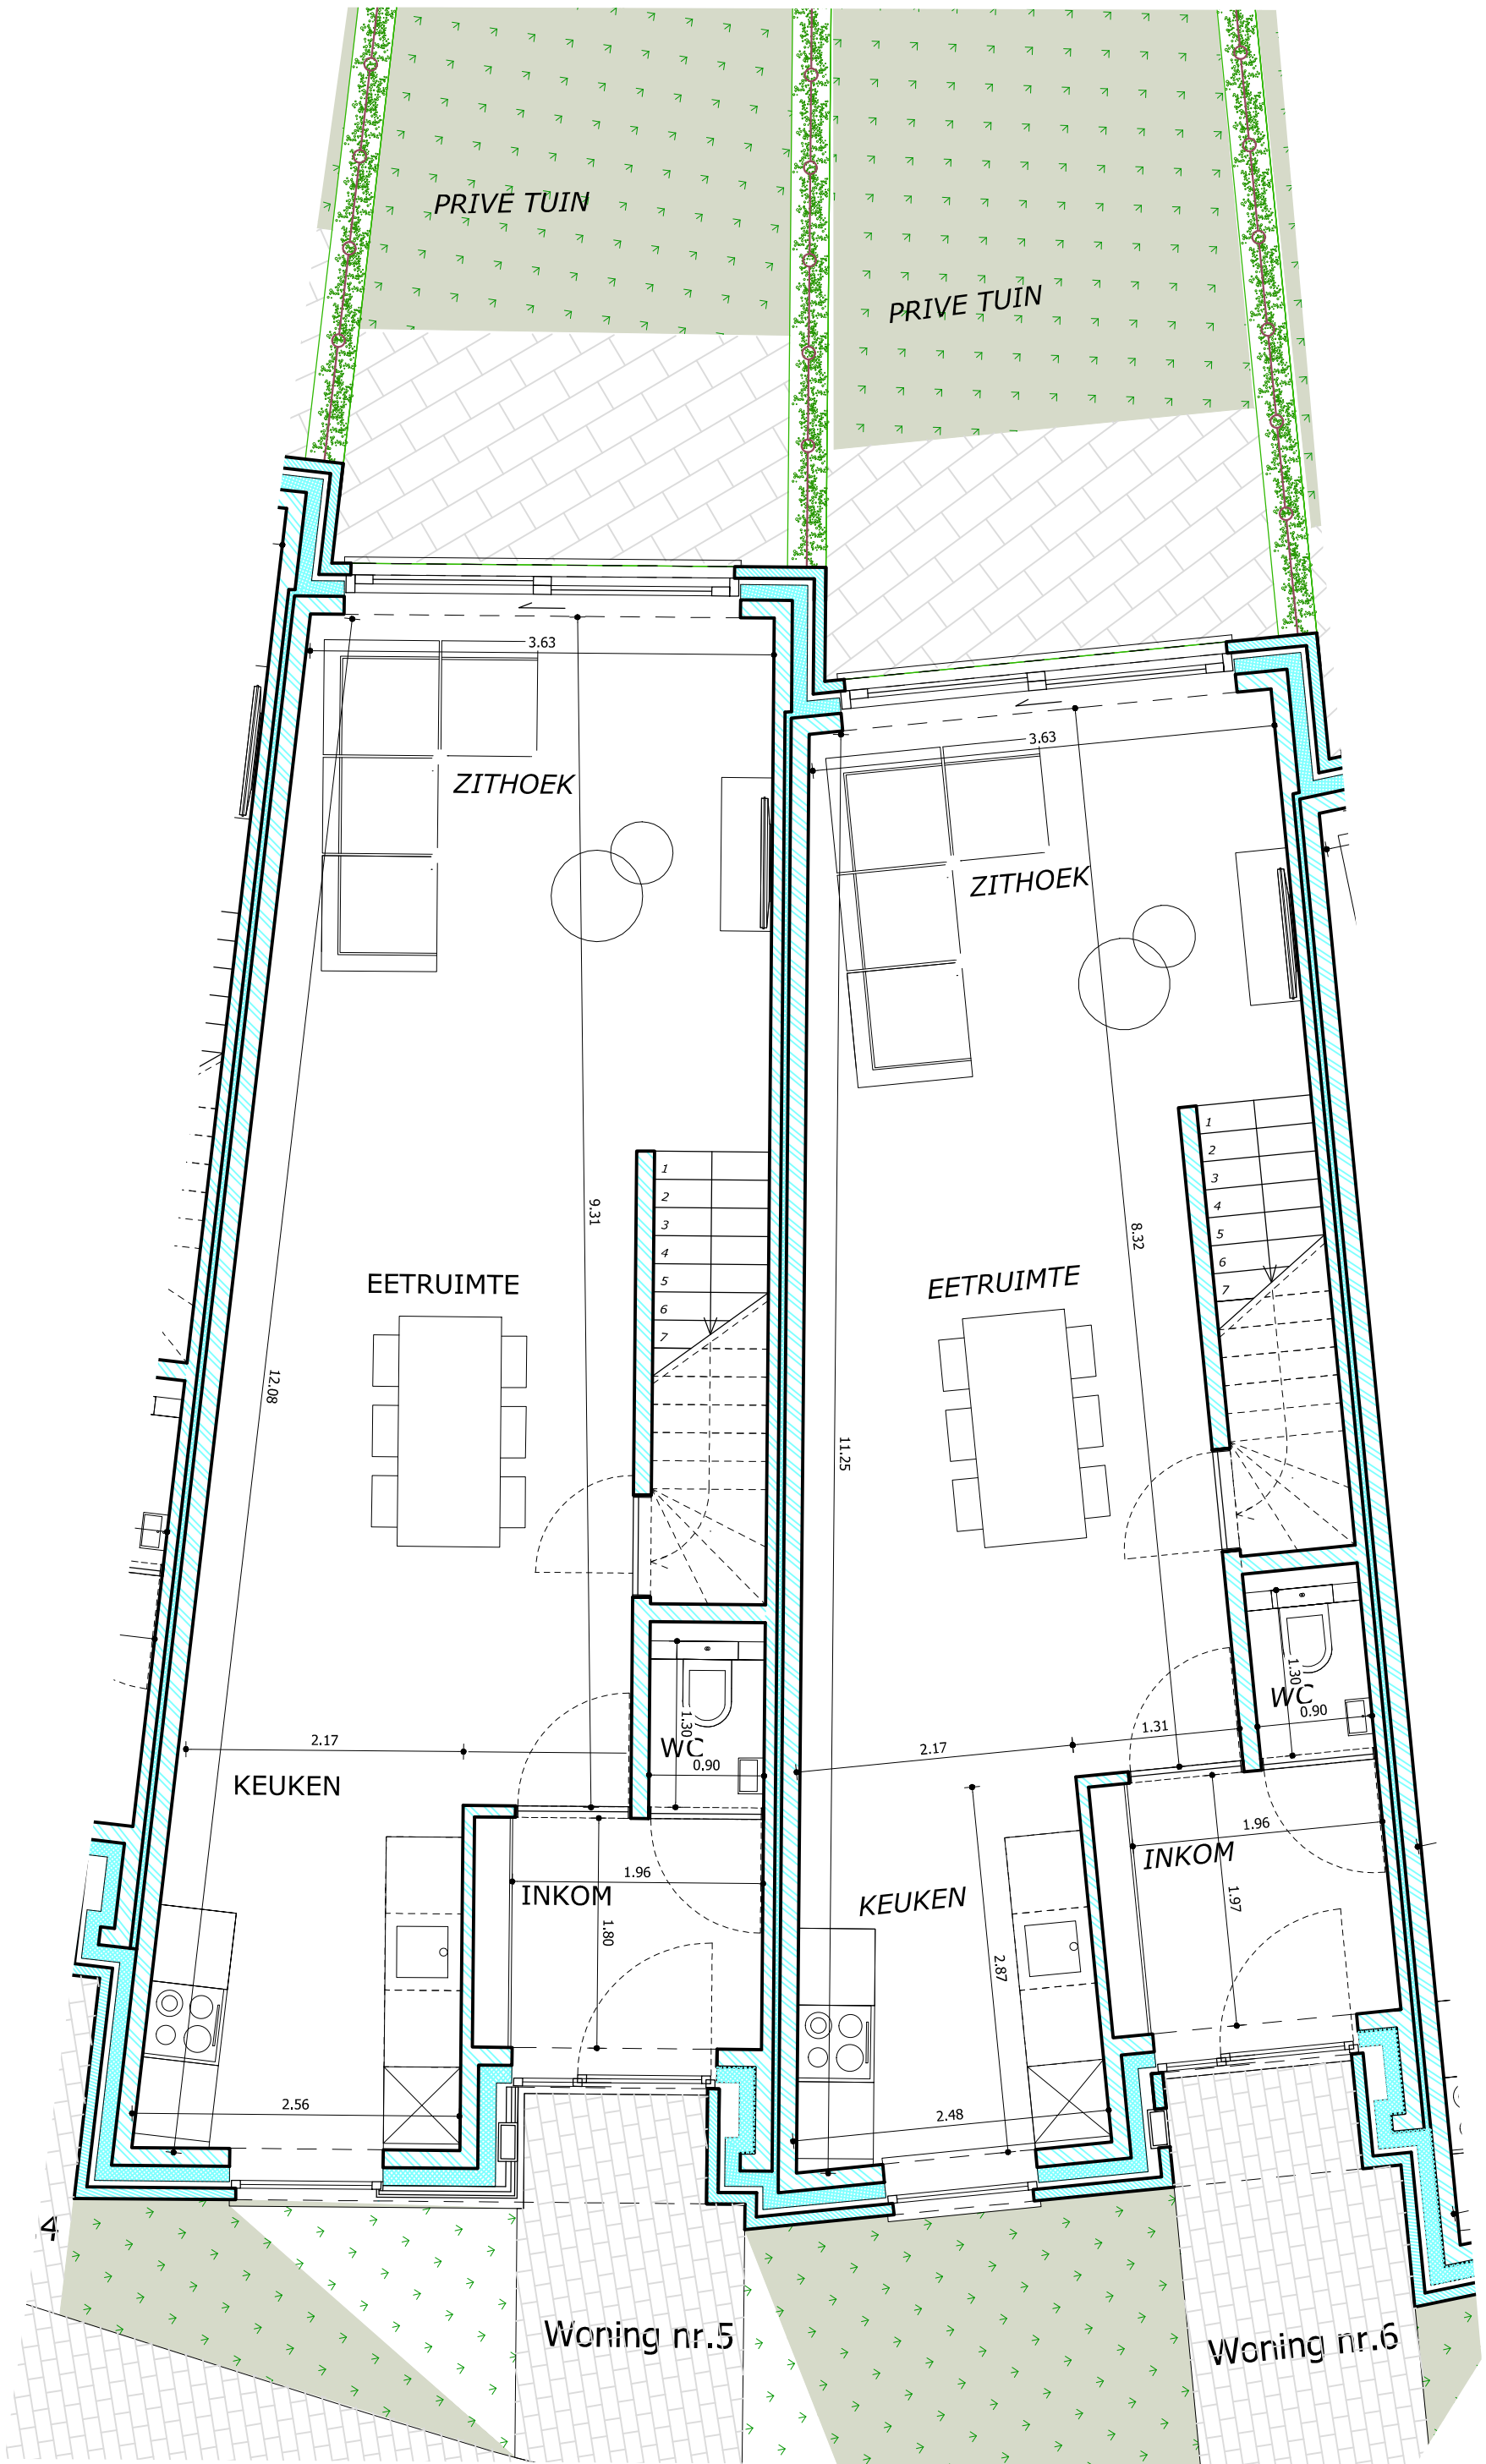 PRIVE TUIN
PRIVE TUIN
3.63
3.63
ZITHOEK
ZITHOEK
1
2
3
4
5
6
7
1
2
3
4
5
6
7
9.31
8.32
EETRUIMTE
EETRUIMTE
12.08
11.25
1.30
WC
0.90
1.30
WC
0.90
2.17
2.17
1.31
KEUKEN
KEUKEN
1.96
INKOM
1.80
1.96
INKOM
1.97
2.87
2.56
2.48
4
Woning nr.5
Woning nr.6